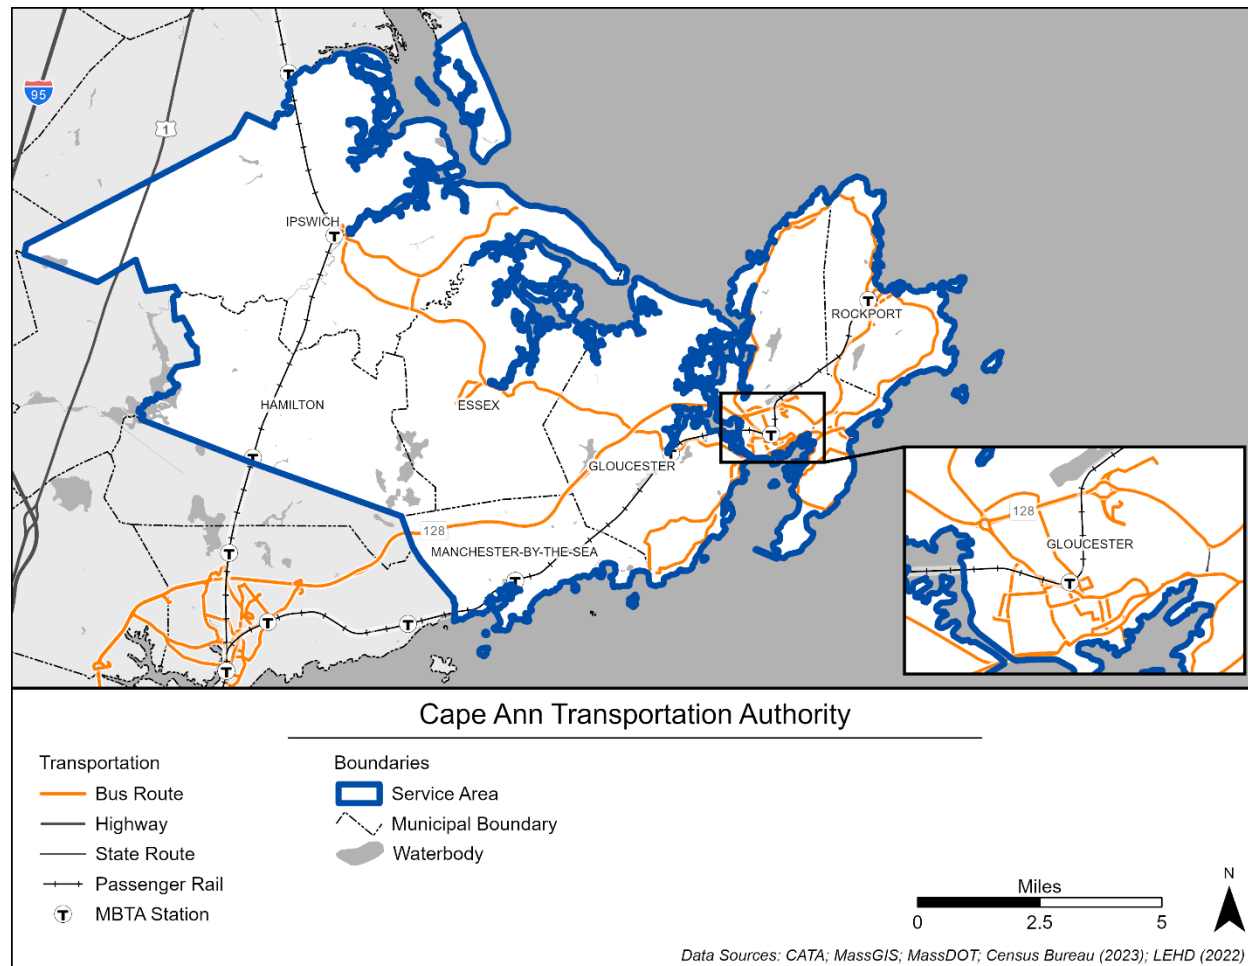 95
1
IPSWICH
ROCKPORT
HAMILTON
ESSEX
GLOUCESTER
128
MANCHESTER-BY-THE-SEA
128
GLOUCESTER
T
T
T
T
T
T
T
T
T
T
T
Cape Ann Transportation Authority
Transportation
Bus Route
Highway
State Route
Passenger Rail
T
MBTA Station
Boundaries
Service Area
Municipal Boundary
Waterbody
Miles
0
2.5
5
N
Data Sources: CATA; MassGIS; MassDOT; Census Bureau (2023); LEHD (2022)